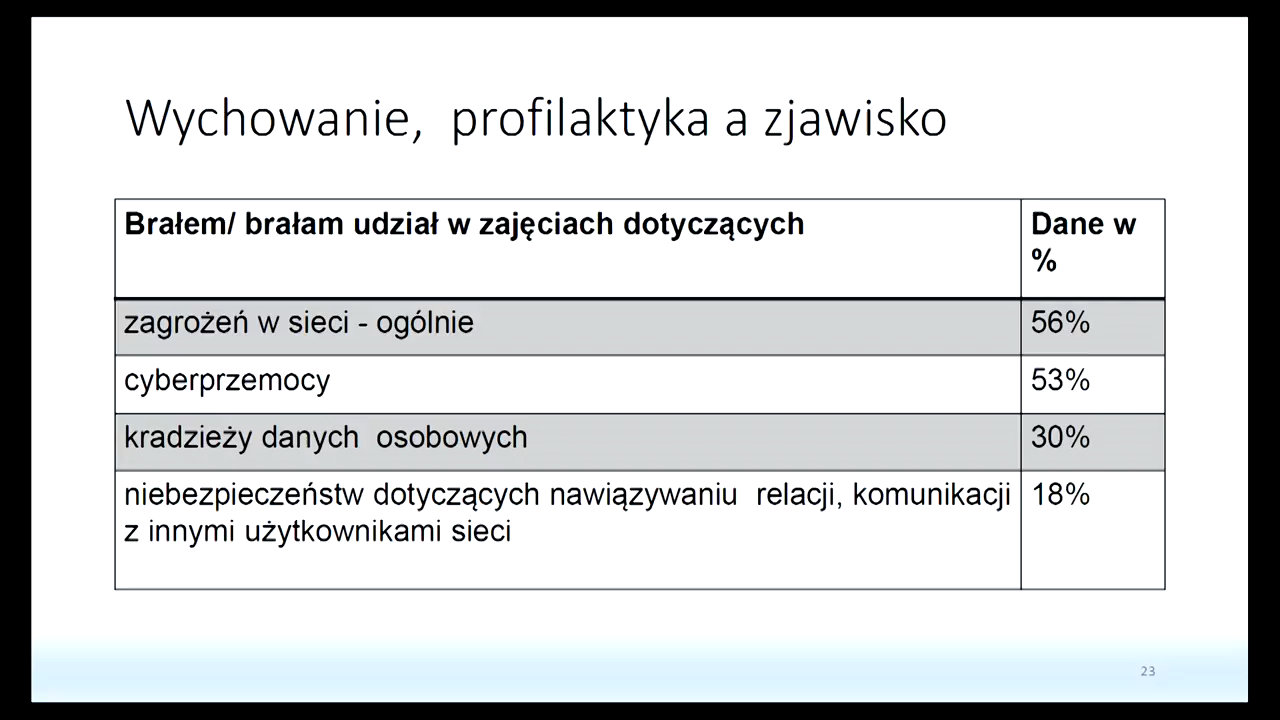 Wychowanie,  profilaktyka a zjawisko
Brałem/ brałam udział w zajęciach dotyczących
Dane w
%
zagrożeń w sieci - ogólnie
56%
cyberprzemocy
53%
kradzieży danych  osobowych
30%
niebezpieczeństw dotyczących nawiązywaniu  relacji, komunikacji
z innymi użytkownikami sieci
18%
23